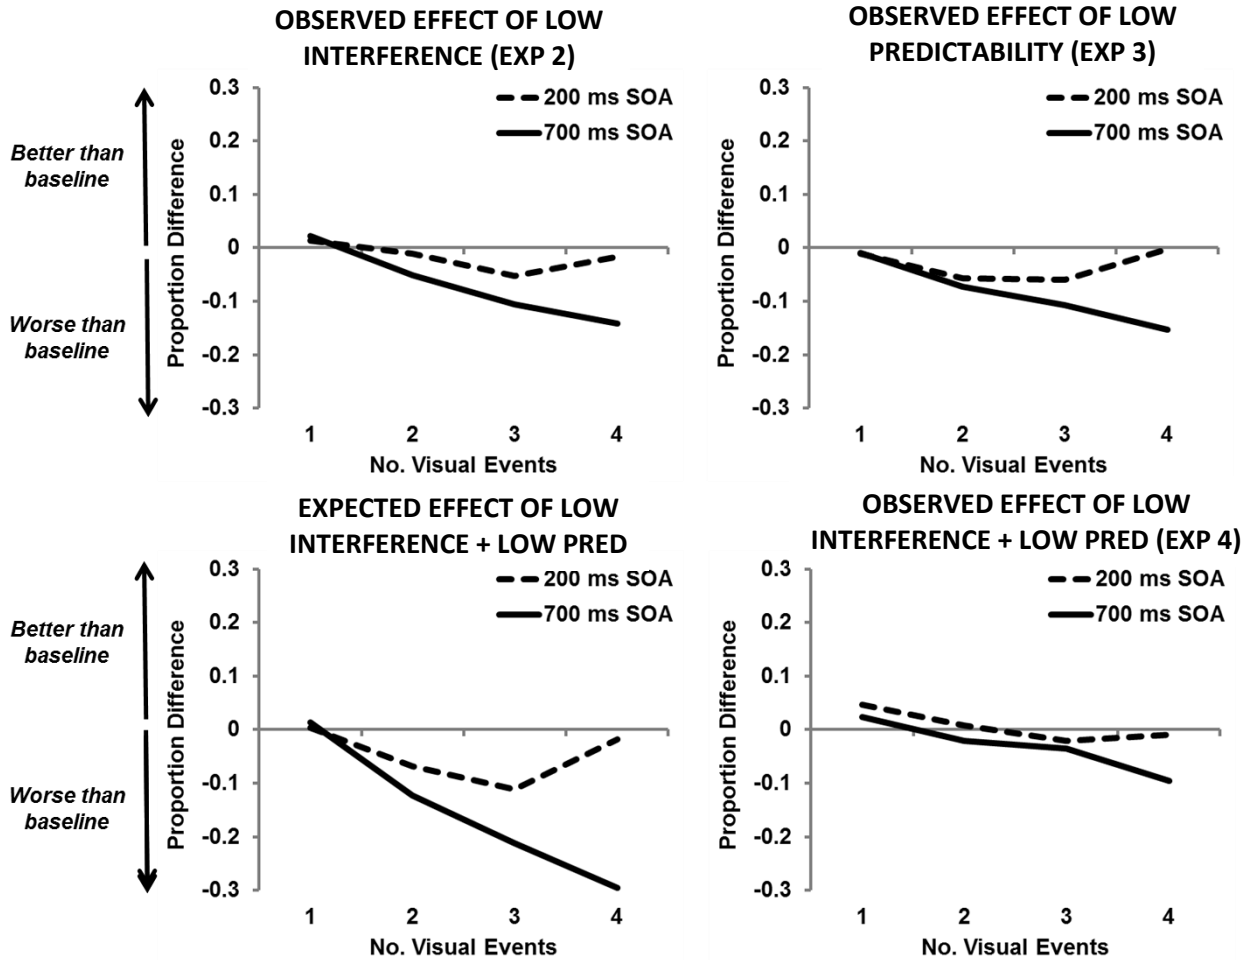 OBSERVED EFFECT OF LOW
INTERFERENCE (EXP 2)
Better than
baseline
Worse than
baseline
Proportion Difference
0.3
0.2
0.1
0
-0.1
-0.2
-0.3
200 ms SOA
700 ms SOA
1 2 3 4
No. Visual Events
OBSERVED EFFECT OF LOW
PREDICTABILITY (EXP 3)
Proportion Difference
0.3
0.2
0.1
0
-0.1
-0.2
-0.3
200 ms SOA
700 ms SOA
1 2 3 4
No. Visual Events
EXPECTED EFFECT OF LOW
INTERFERENCE + LOW PRED
Better than
baseline
Worse than
baseline
Proportion Difference
0.3
0.2
0.1
0
-0.1
-0.2
-0.3
200 ms SOA
700 ms SOA
1 2 3 4
No. Visual Events
OBSERVED EFFECT OF LOW
INTERFERENCE + LOW PRED (EXP 4)
Proportion Difference
0.3
0.2
0.1
0
-0.1
-0.2
-0.3
200 ms SOA
700 ms SOA
1 2 3 4
No. Visual Events